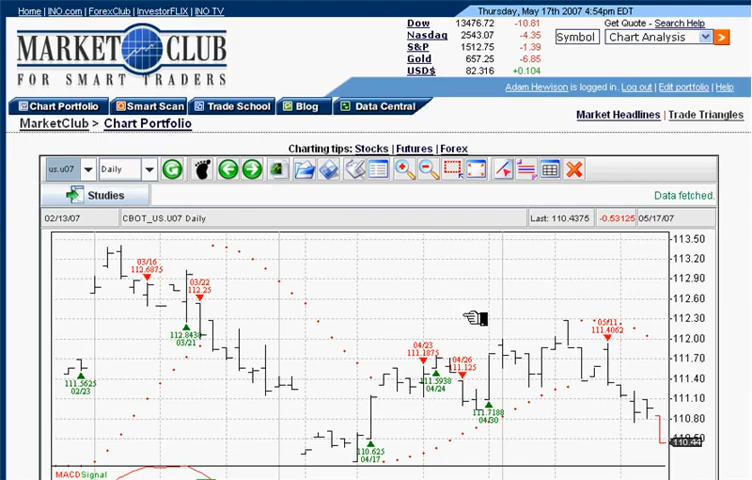 Home | INO.com | ForexClub | InvestorFLIX | INO TV
Thursday, May 17th 2007 4:54pm EDT
MARKET CLUB
FOR SMART TRADERS
Dow 13476.72 -10.81
Nasdaq 2543.07 -4.35
S&P 1512.75 -1.39
Gold 657.25 -6.85
USD$ 82.316 +0.104
Get Quote - Search Help
Symbol Chart Analysis
Adam Hewison is logged in. Log out | Edit portfolio | Help
Chart Portfolio Smart Scan Trade School Blog Data Central
MarketClub > Chart Portfolio
Market Headlines | Trade Triangles
Charting tips: Stocks | Futures | Forex
us.u07 Daily
Studies
Data fetched.
02/13/07 CBOT_US.U07 Daily Last: 110.4375 -0.53125 05/17/07
113.50
113.20
112.90
112.60
112.30
112.00
111.70
111.40
111.10
110.80
110.44
03/16
112.6875
03/22
112.25
112.8438
03/21
111.5625
02/23
04/23
111.1875
04/26
111.125
111.5938
04/24
111.7188
04/30
05/11
111.4062
110.625
04/17
MACDSignal